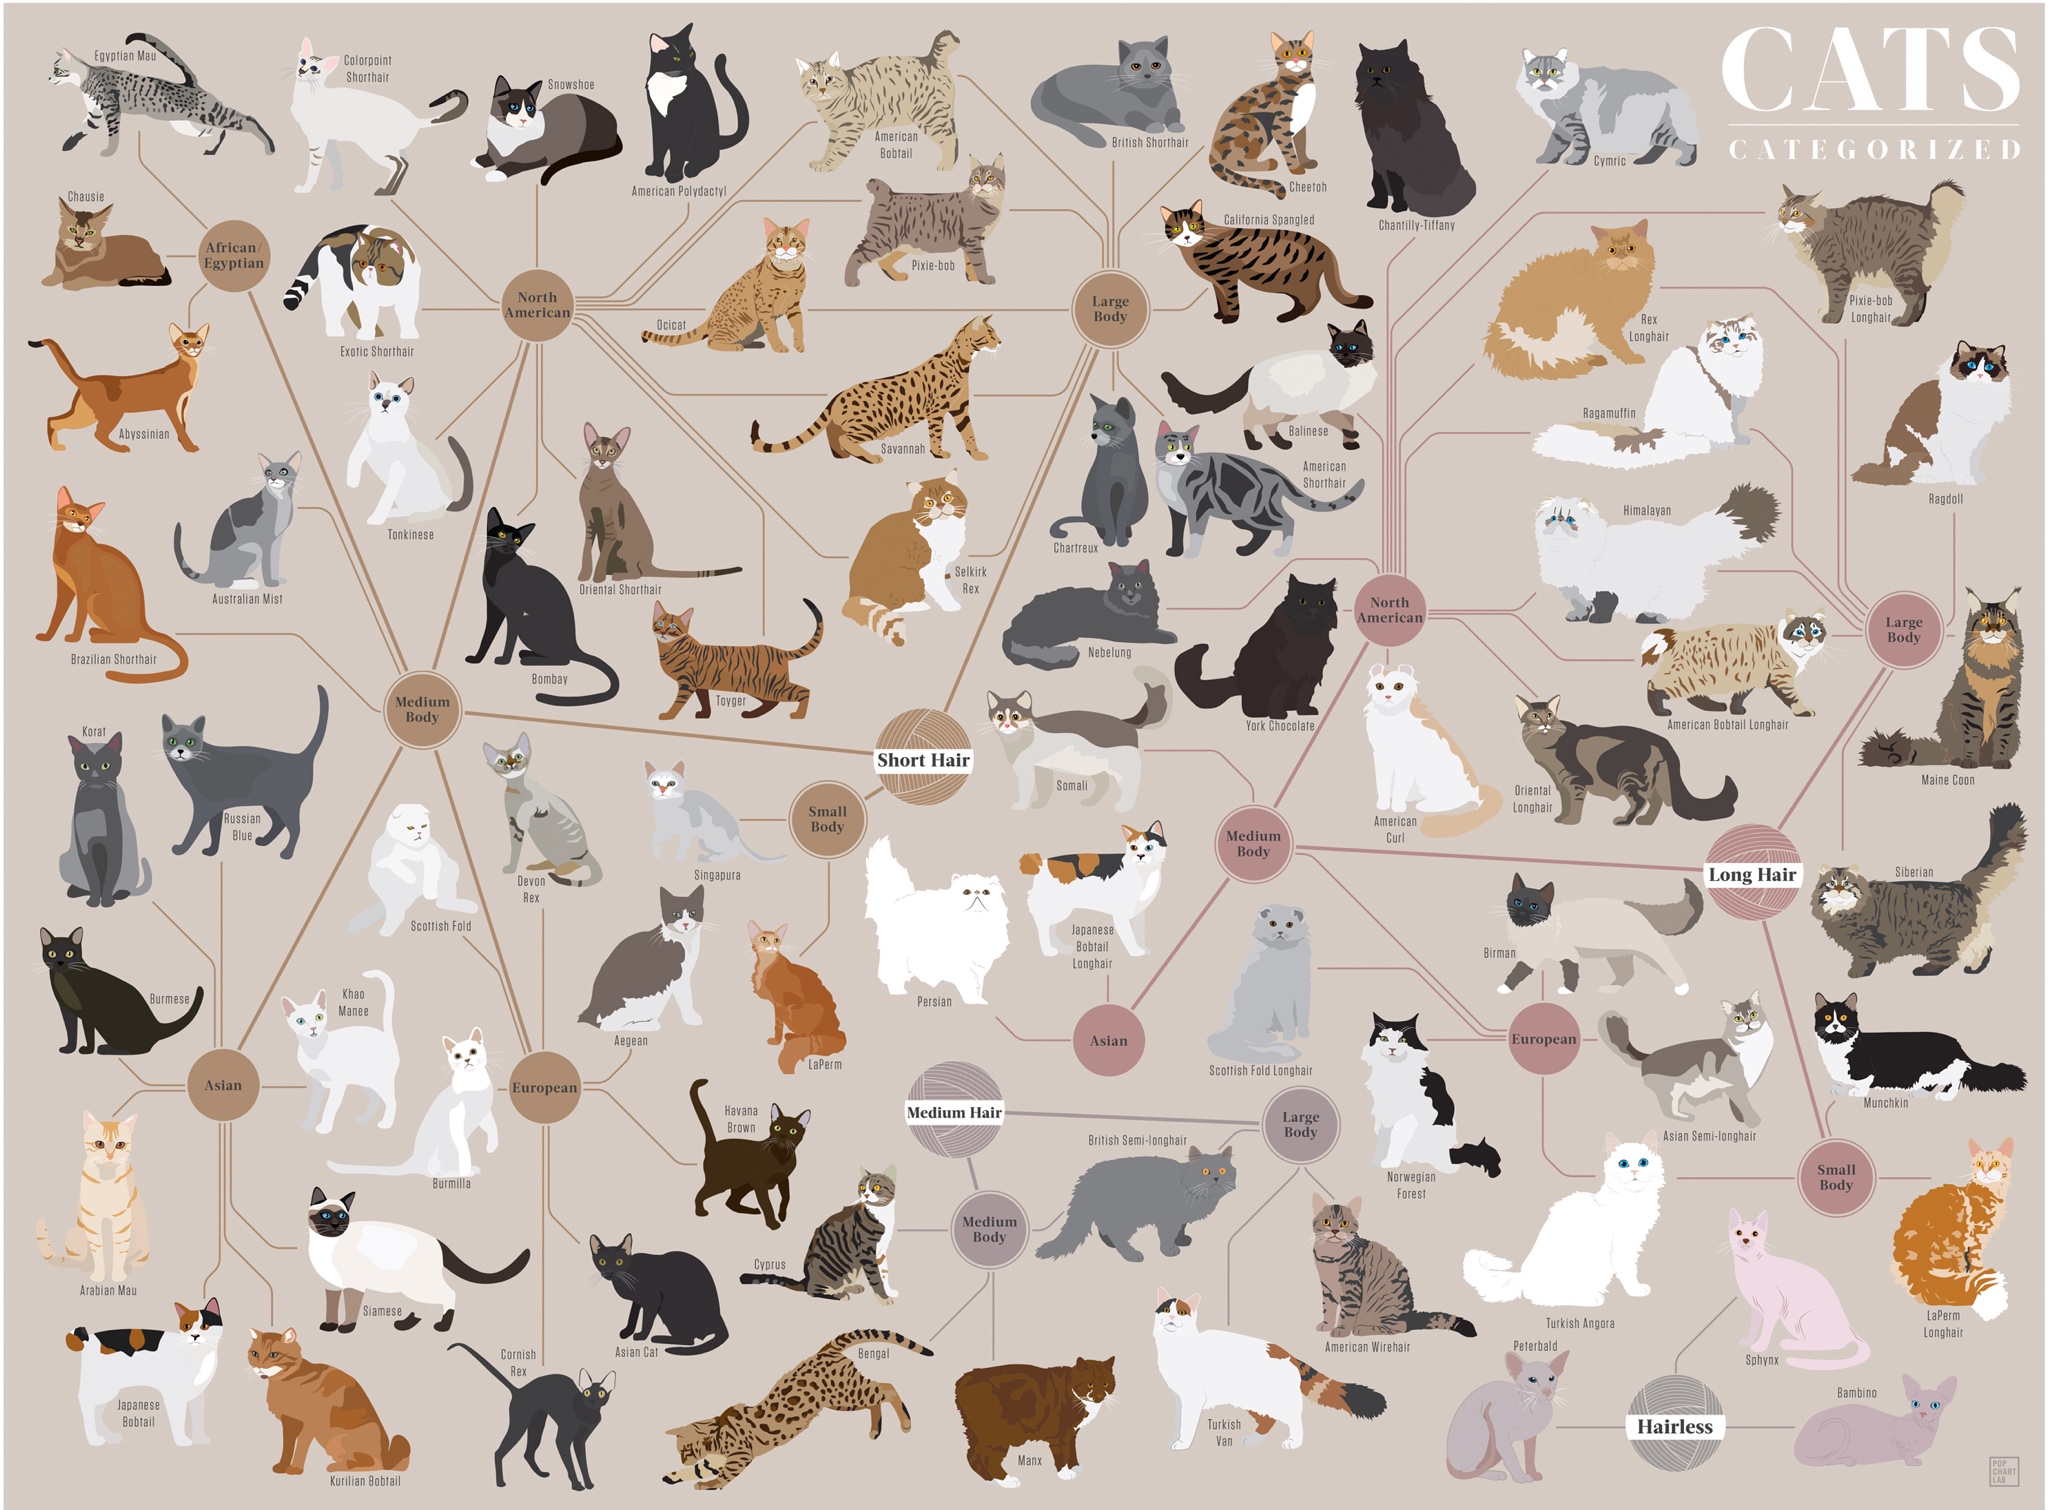 CATS
CATEGORIZED
Egyptian Mau
Colorpoint
Shorthair
Snowshoe
American Polydactyl
American
Bobtail
British Shorthair
Cheetoh
Chantilly-Tiffany
Cymric
Chausie
African/
Egyptian
Exotic Shorthair
North
American
Ocicat
Pixie-bob
Large
Body
California Spangled
Rex
Longhair
Pixie-bob
Longhair
Abyssinian
Tonkinese
Savannah
Balinese
Ragamuffin
Ragdoll
American
Shorthair
Chartreux
Himalayan
Australian Mist
Oriental Shorthair
Selkirk
Rex
Nebelung
North
American
Large
Body
Brazilian Shorthair
Bombay
Toyger
York Chocolate
American Bobtail Longhair
Maine Coon
Medium
Body
Korat
Russian
Blue
Short Hair
Somali
American
Curl
Oriental
Longhair
Small
Body
Singapura
Devon
Rex
Scottish Fold
Medium
Body
Long Hair
Siberian
Japanese
Bobtail
Longhair
Birman
Persian
Burmese
Khao
Manee
Aegean
LaPerm
Asian
Scottish Fold Longhair
European
Asian Semi-longhair
Munchkin
Asian
European
Burmilla
Havana
Brown
Medium Hair
Large
Body
British Semi-longhair
Norwegian
Forest
Small
Body
Medium
Body
Arabian Mau
Siamese
Cyprus
Asian Cat
American Wirehair
Turkish Angora
LaPerm
Longhair
Sphynx
Peterbald
Bambino
Hairless
Japanese
Bobtail
Kurilian Bobtail
Cornish
Rex
Bengal
Manx
Turkish
Van
POP
CHART
LAB